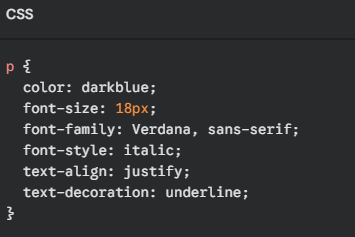 CSS
p {
  color: darkblue;
  font-size: 18px;
  font-family: Verdana, sans-serif;
  font-style: italic;
  text-align: justify;
  text-decoration: underline;
}